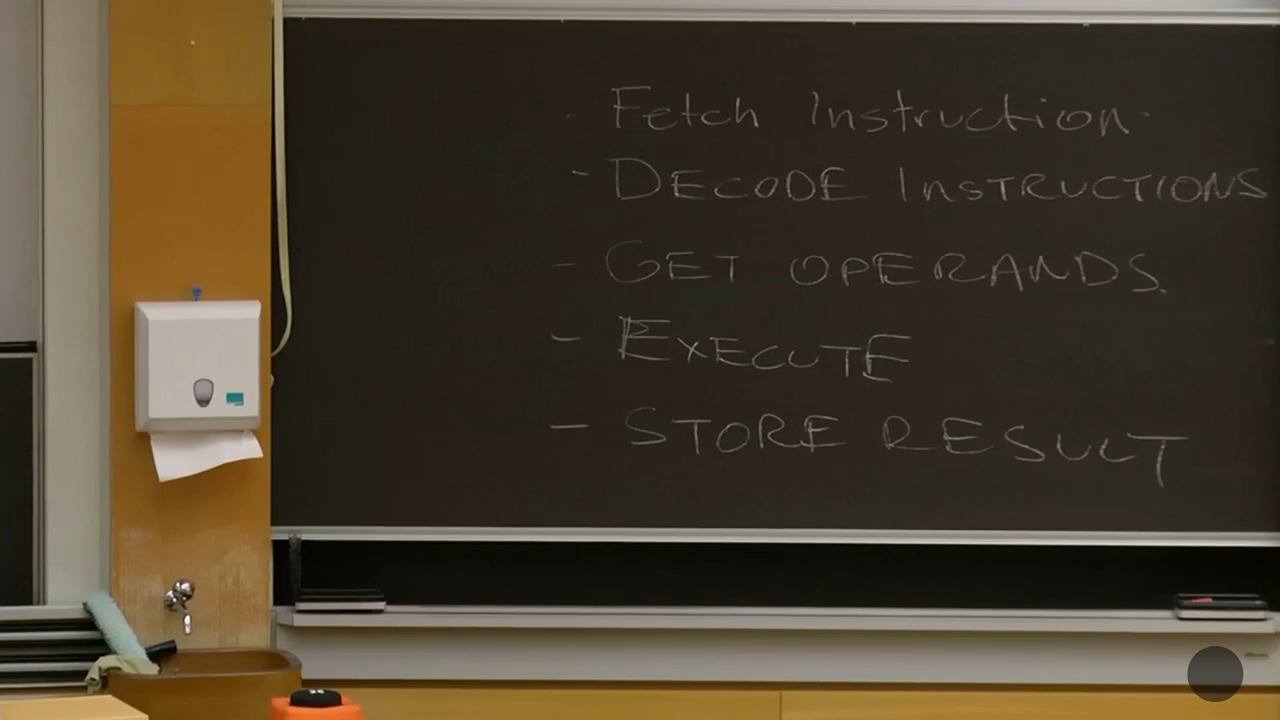 - Fetch Instruction.
- DECODE INSTRUCTIONS
- GET OPERANDS.
- EXECUTE
- STORE RESULT